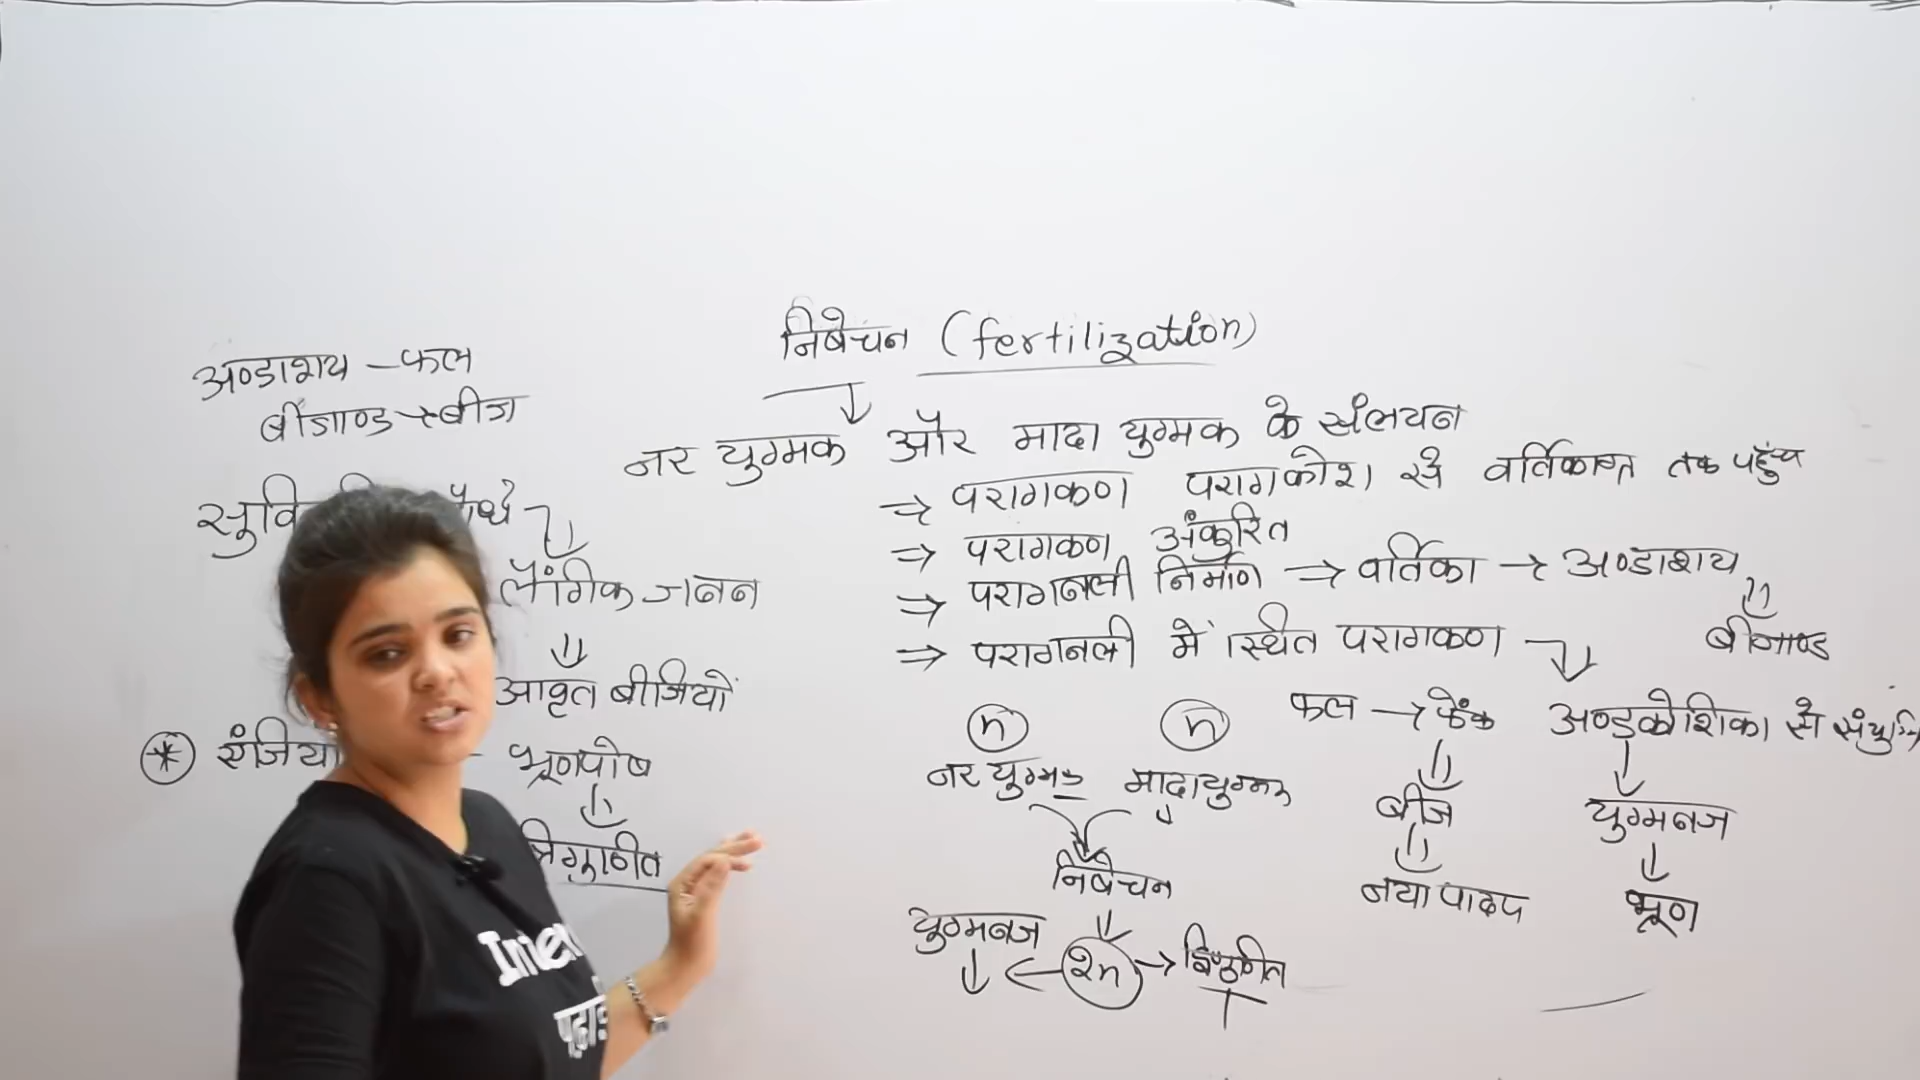 निषेचन (fertilization)
नर युग्मक और मादा युग्मक के संलयन
⇒ परागकण परागकोश से वर्तिकाग्र तक पहुँच
⇒ परागकण अंकुरित
⇒ परागनली निर्माण → वर्तिका → अण्डाशय
बीजाण्ड
⇒ परागनली में स्थित परागकण
अण्डकोशिका से
युग्मनज
भ्रूण
फल → फेंक
बीज
नया पादप
n n
नर युग्मक मादा युग्मक
निषेचन
युग्मनज ← 2n → द्विगुणित
अण्डाशय – फल
बीजाण्ड → बीज
लैंगिक जनन
आवृत बीजियों
* भ्रूणपोष
त्रिगुणित